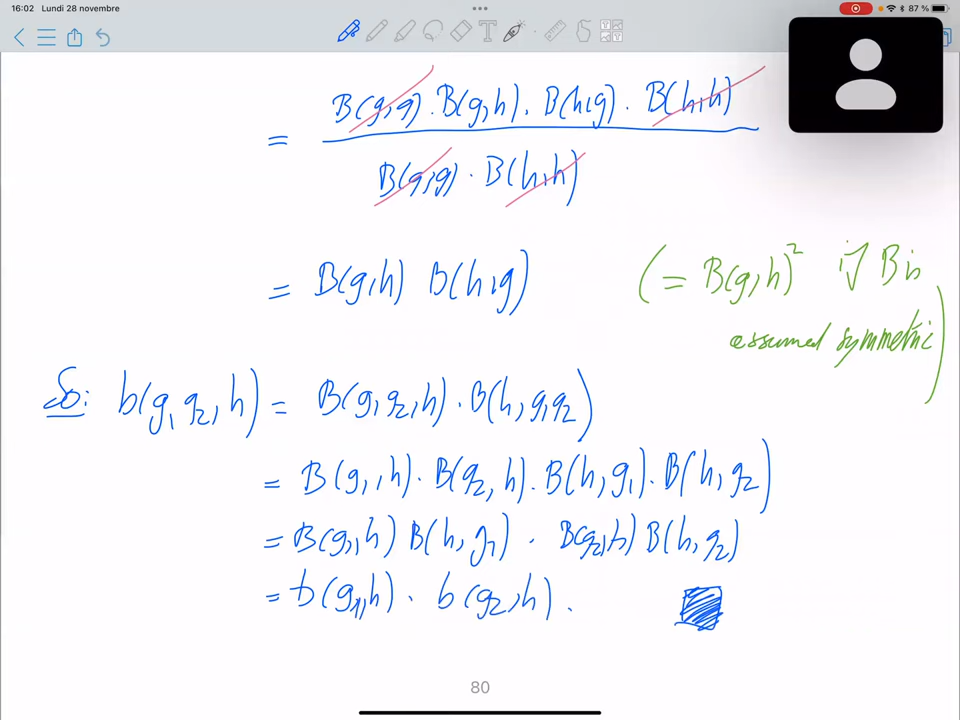 16:02 Lundi 28 novembre 87 %
= B(g,g) · B(g,h) · B(h,g) · B(h,h)
B(g,g) · B(h,h)
= B(g,h) B(h,g) (= B(g,h)² if B is
assumed symmetric)
So: b(g₁g₂,h) = B(g₁g₂,h) · B(h,g₁g₂)
= B(g₁,h) · B(g₂,h) · B(h,g₁) · B(h,g₂)
= B(g₁,h) B(h,g₁) · B(g₂,h) B(h,g₂)
= b(g₁,h) · b(g₂,h).
80